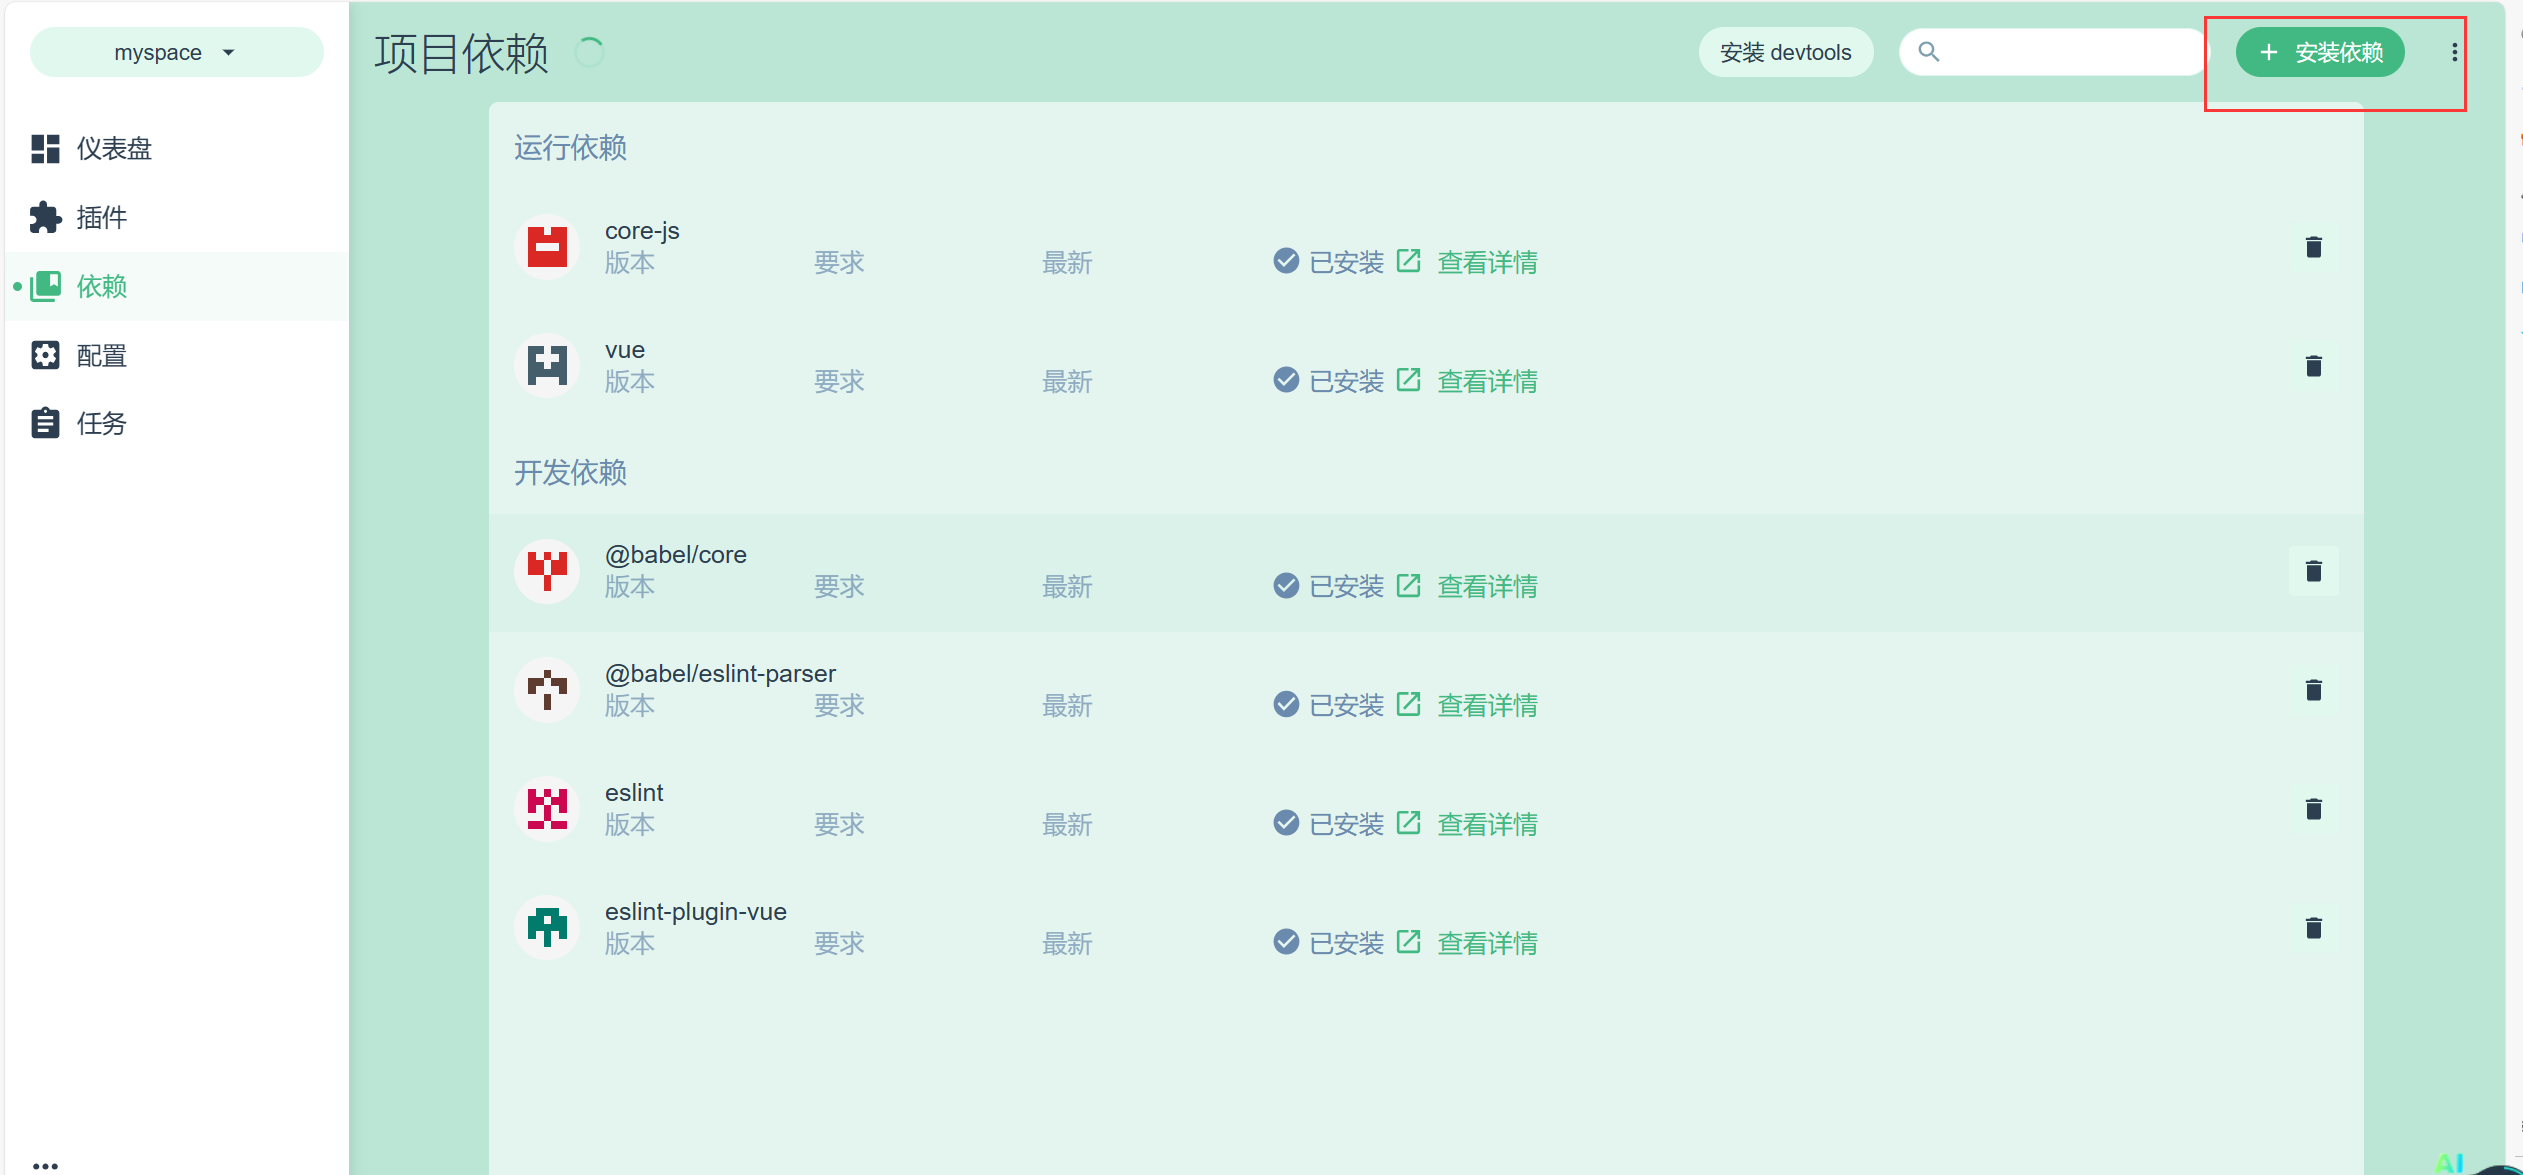 myspace
项目依赖
安装 devtools
安装依赖
仪表盘
插件
依赖
配置
任务
运行依赖
core-js
版本 要求 最新 已安装 查看详情
vue
版本 要求 最新 已安装 查看详情
开发依赖
@babel/core
版本 要求 最新 已安装 查看详情
@babel/eslint-parser
版本 要求 最新 已安装 查看详情
eslint
版本 要求 最新 已安装 查看详情
eslint-plugin-vue
版本 要求 最新 已安装 查看详情
AI